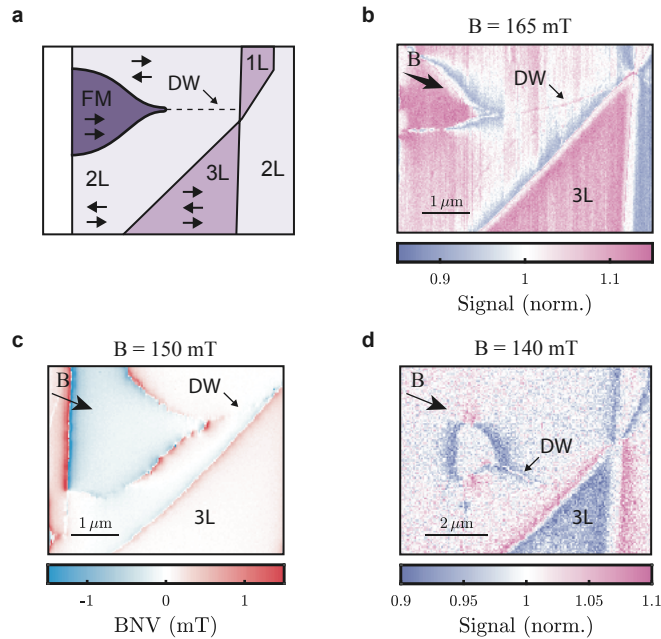 a
1L
DW
FM
2L
3L
2L
b
B = 165 mT
B
DW
3L
1 μm
0.9
1
1.1
Signal (norm.)
c
B = 150 mT
B
DW
1 μm
3L
-1
0
1
BNV (mT)
d
B = 140 mT
B
DW
2 μm
3L
0.9
0.95
1
1.05
1.1
Signal (norm.)